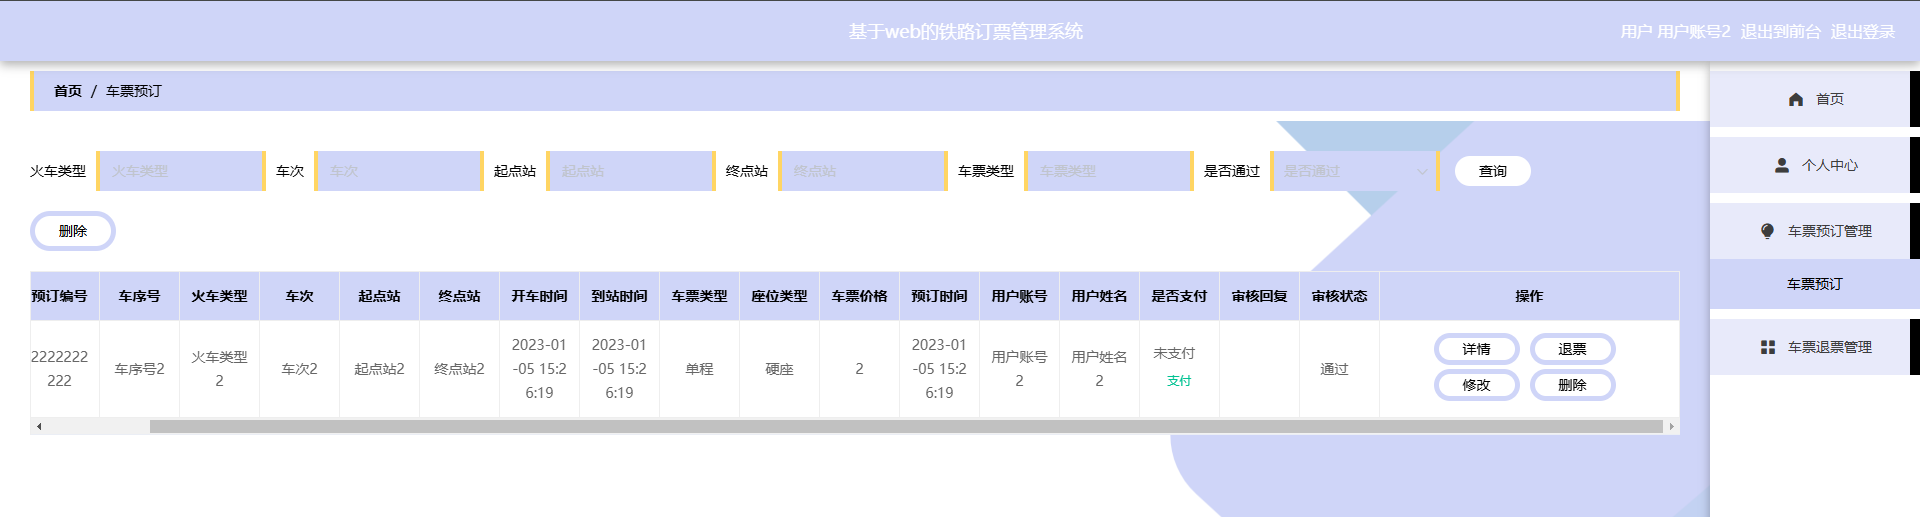 基于web的铁路订票管理系统
用户 用户账号2 退出到前台 退出登录
首页 / 车票预订
火车类型 火车类型 车次 车次 起点站 起点站 终点站 终点站 车票类型 车票类型 是否通过 是否通过 查询
删除
预订编号 车序号 火车类型 车次 起点站 终点站 开车时间 到站时间 车票类型 座位类型 车票价格 预订时间 用户账号 用户姓名 是否支付 审核回复 审核状态 操作
2222222
222
车序号2
火车类型
2
车次2
起点站2
终点站2
2023-01
-05 15:2
6:19
2023-01
-05 15:2
6:19
单程
硬座
2
2023-01
-05 15:2
6:19
用户账号
2
用户姓名
2
未支付
支付
通过
详情 退票
修改 删除
首页
个人中心
车票预订管理
车票预订
车票退票管理